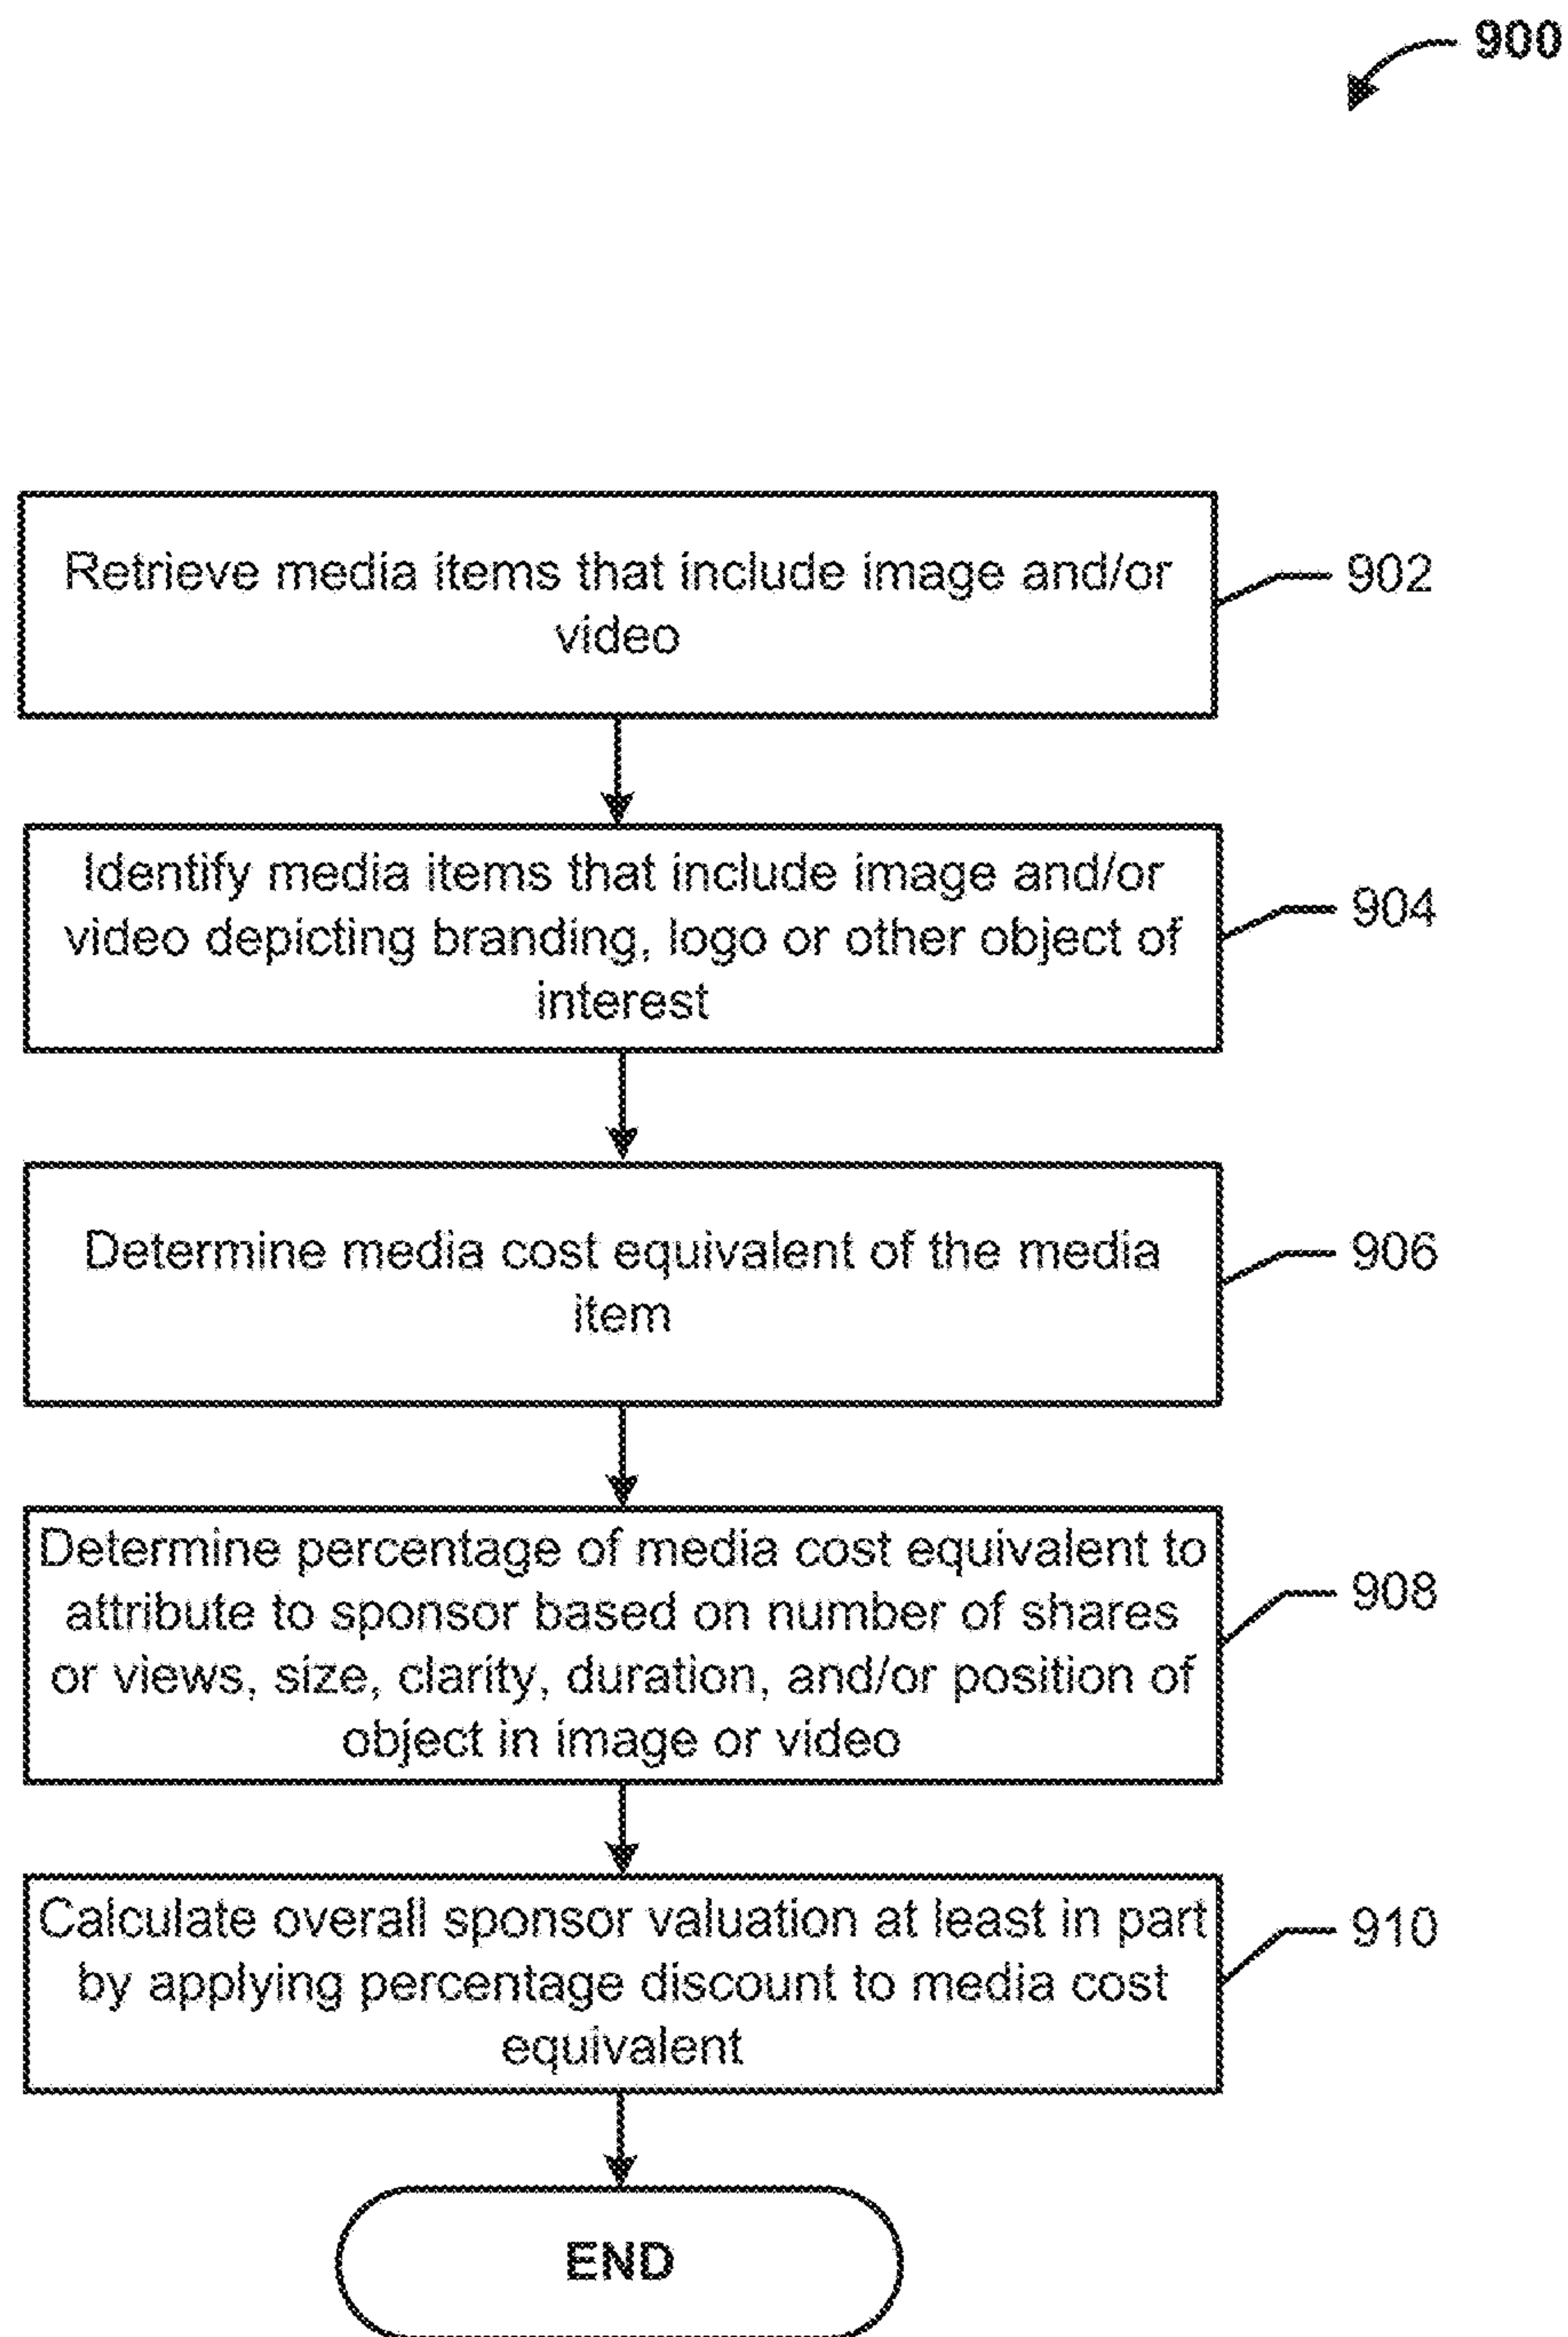 900
Retrieve media items that include image and/or
video
902
Identify media items that include image and/or
video depicting branding, logo or other object of
interest
904
Determine media cost equivalent of the media
item
906
Determine percentage of media cost equivalent to
attribute to sponsor based on number of shares
or views, size, clarity, duration, and/or position of
object in image or video
908
Calculate overall sponsor valuation at least in part
by applying percentage discount to media cost
equivalent
910
END